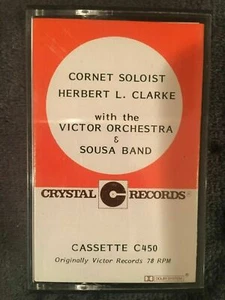 CORNET SOLOIST
HERBERT L. CLARKE
with the
VICTOR ORCHESTRA
&
SOUSA BAND
CRYSTAL C RECORDS®
CASSETTE C450
Originally Victor Records 78 RPM